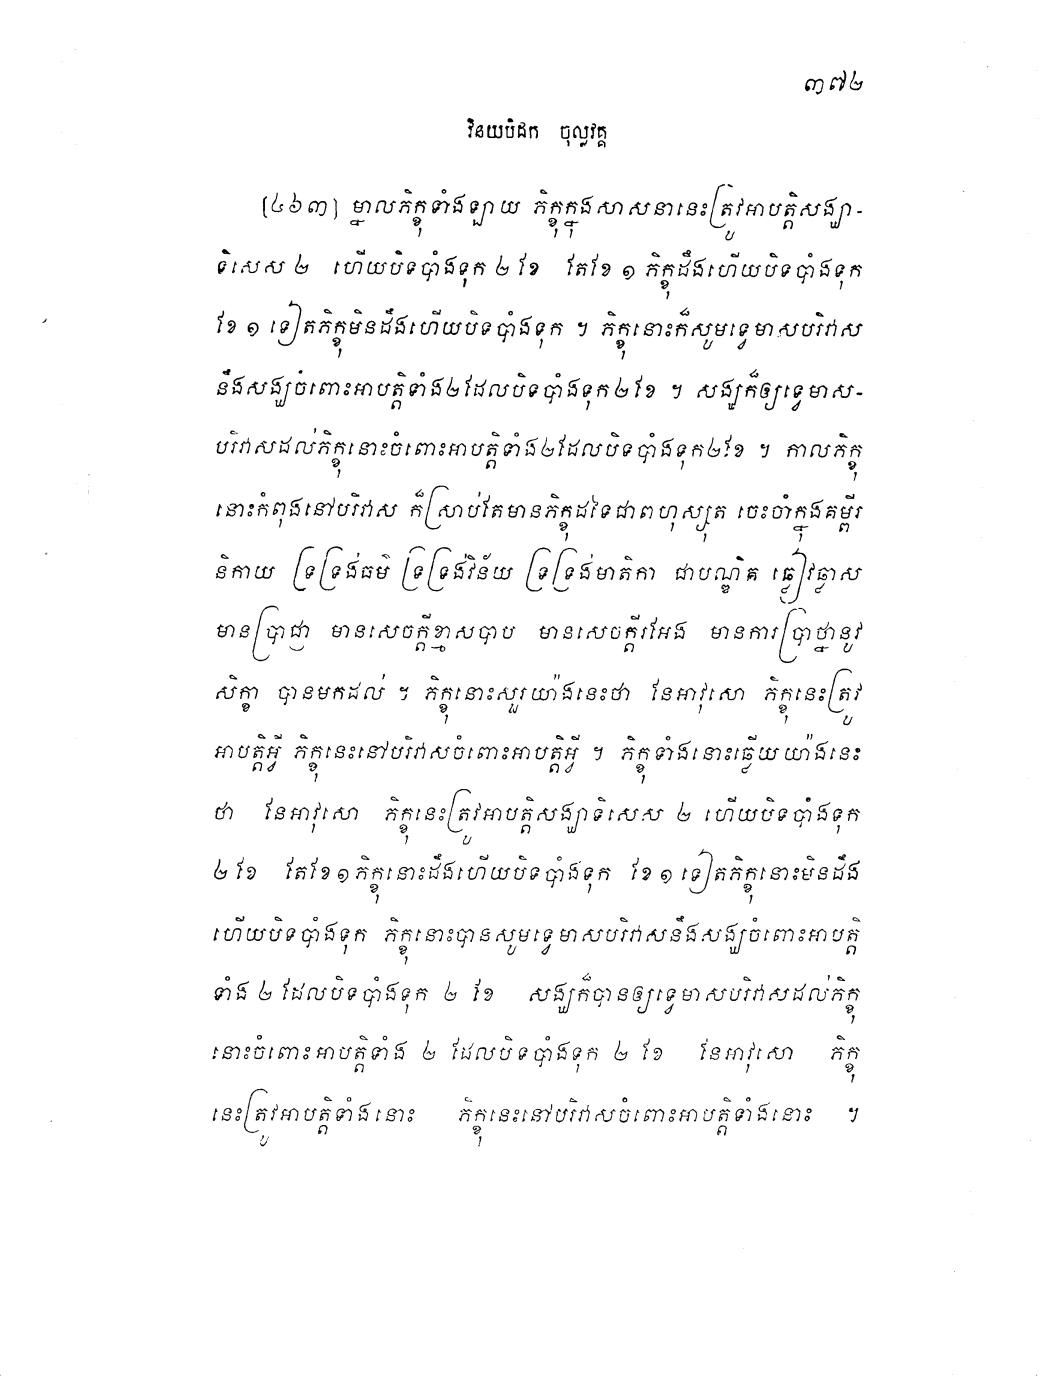 ៣៧២
វិនយបិដក ចុល្លវគ្គ
[៤៦៣] ម្នាលភិក្ខុទាំងឡាយ ភិក្ខុក្នុងសាសនានេះត្រូវអាបត្តិសង្ឃា-
ទិសេស ២ ហើយបិទបាំងទុក ២ ខែ តែខែ ១ ភិក្ខុដឹងហើយបិទបាំងទុក
ខែ ១ ទៀតភិក្ខុមិនដឹងហើយបិទបាំងទុក ។ ភិក្ខុនោះក៏សូមទ្វេមាសបរិវាស
នឹងសង្ឃចំពោះអាបត្តិទាំង២ដែលបិទបាំងទុក២ខែ ។ សង្ឃក៏ឲ្យទ្វេមាស-
បរិវាសដល់ភិក្ខុនោះចំពោះអាបត្តិទាំង២ដែលបិទបាំងទុក២ខែ ។ កាលភិក្ខុ
នោះកំពុងនៅបរិវាស ក៏ស្រាប់តែមានភិក្ខុដទៃជាពហុស្សុត ចេះចាំក្នុងគម្ពីរ
និកាយ ទ្រទ្រង់ធម៌ ទ្រទ្រង់វិន័យ ទ្រទ្រង់មាតិកា ជាបណ្ឌិត ឆ្លៀវឆ្លាស
មានប្រាជ្ញា មានសេចក្តីខ្មាសបាប មានសេចក្តីរអែង មានការប្រាថ្នានូវ
សិក្ខា បានមកដល់ ។ ភិក្ខុនោះសួរយ៉ាងនេះថា នែអាវុសោ ភិក្ខុនេះត្រូវ
អាបត្តិអ្វី ភិក្ខុនេះនៅបរិវាសចំពោះអាបត្តិអ្វី ។ ភិក្ខុទាំងនោះឆ្លើយយ៉ាងនេះ
ថា នែអាវុសោ ភិក្ខុនេះត្រូវអាបត្តិសង្ឃាទិសេស ២ ហើយបិទបាំងទុក
២ ខែ តែខែ ១ ភិក្ខុនោះដឹងហើយបិទបាំងទុក ខែ ១ ទៀតភិក្ខុនោះមិនដឹង
ហើយបិទបាំងទុក ភិក្ខុនោះបានសូមទ្វេមាសបរិវាសនឹងសង្ឃចំពោះអាបត្តិ
ទាំង ២ ដែលបិទបាំងទុក ២ ខែ សង្ឃក៏បានឲ្យទ្វេមាសបរិវាសដល់ភិក្ខុ
នោះចំពោះអាបត្តិទាំង ២ ដែលបិទបាំងទុក ២ ខែ នែអាវុសោ ភិក្ខុ
នេះត្រូវអាបត្តិទាំងនោះ ភិក្ខុនេះនៅបរិវាសចំពោះអាបត្តិទាំងនោះ ។